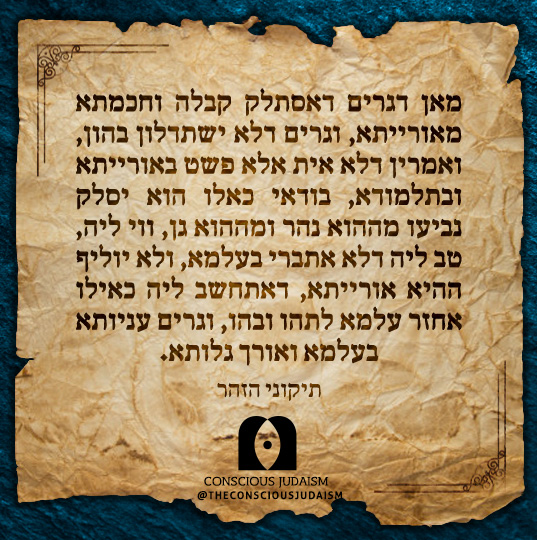 מאן דגרים דאסתלק קבלה וחכמתא
מאורייתא, וגרים דלא ישתדלון בהון,
ואמרין דלא אית אלא פשט באורייתא
ובתלמודא, בודאי כאלו הוא יסלק
נביעו מההוא נהר ומההוא גן, ווי ליה,
טב ליה דלא אתברי בעלמא, ולא יוליף
ההיא אורייתא, דאתחשב ליה כאילו
אחזר עלמא לתהו ובהו, וגרים עניותא
בעלמא ואורך גלותא.
תיקוני הזהר
CONSCIOUS JUDAISM
@THECONSCIOUSJUDAISM